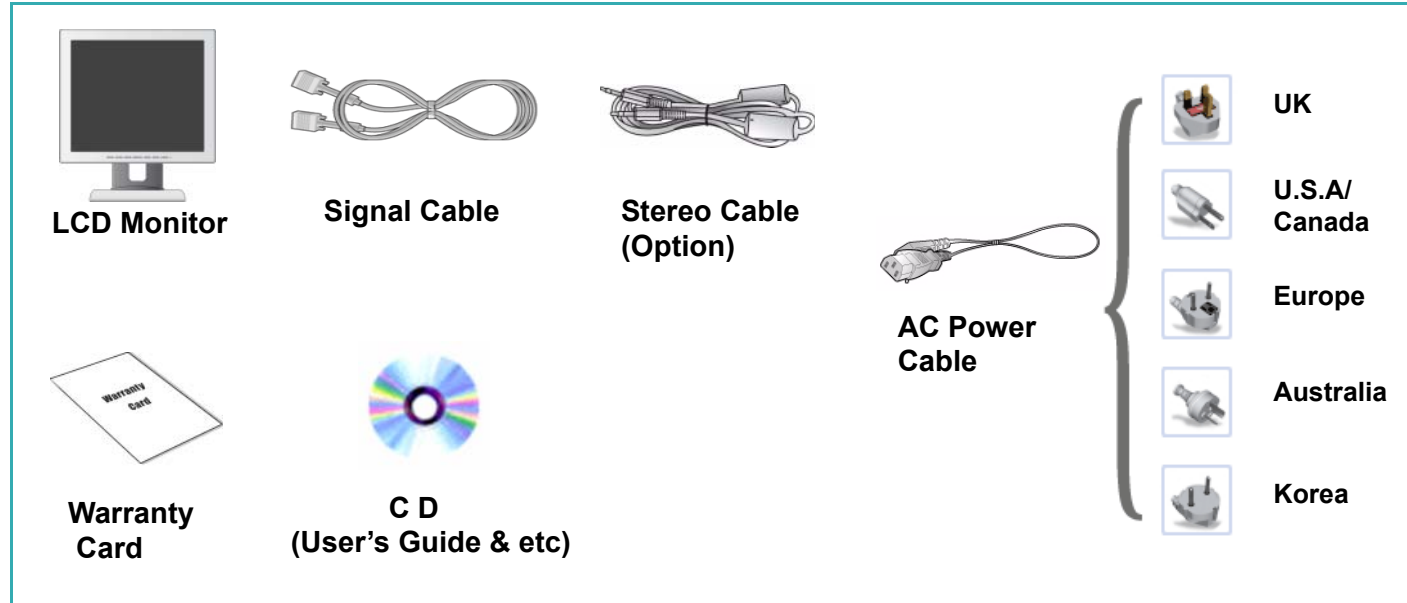 LCD Monitor
Signal Cable
Stereo Cable
(Option)
AC Power
Cable
UK
U.S.A/
Canada
Europe
Australia
Korea
Warranty
Card
Warranty
Card
C D
(User’s Guide & etc)